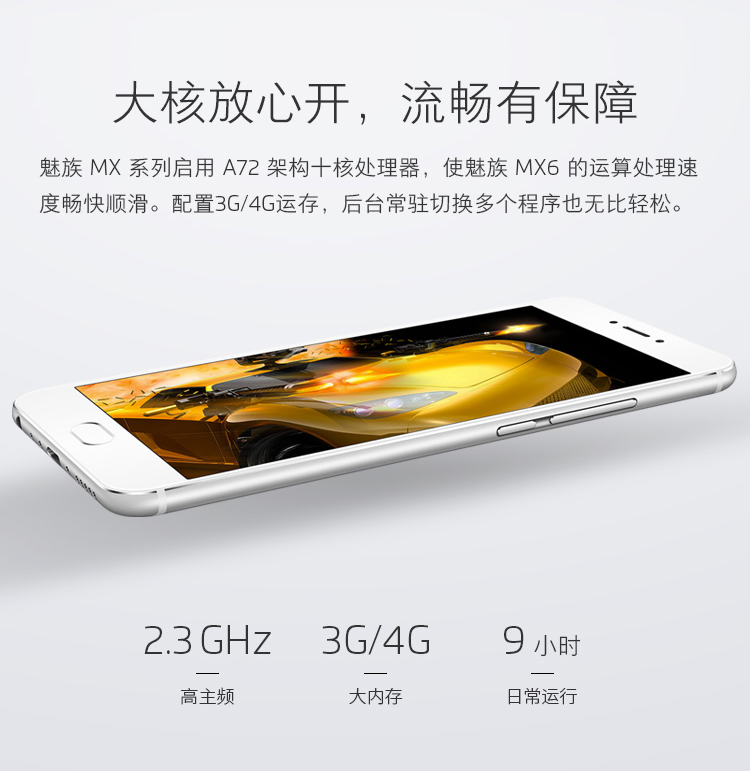 大核放心开，流畅有保障
魅族 MX 系列启用 A72 架构十核处理器，使魅族 MX6 的运算处理速
度畅快顺滑。配置3G/4G运存，后台常驻切换多个程序也无比轻松。
2.3 GHz 3G/4G 9 小时
高主频 大内存 日常运行